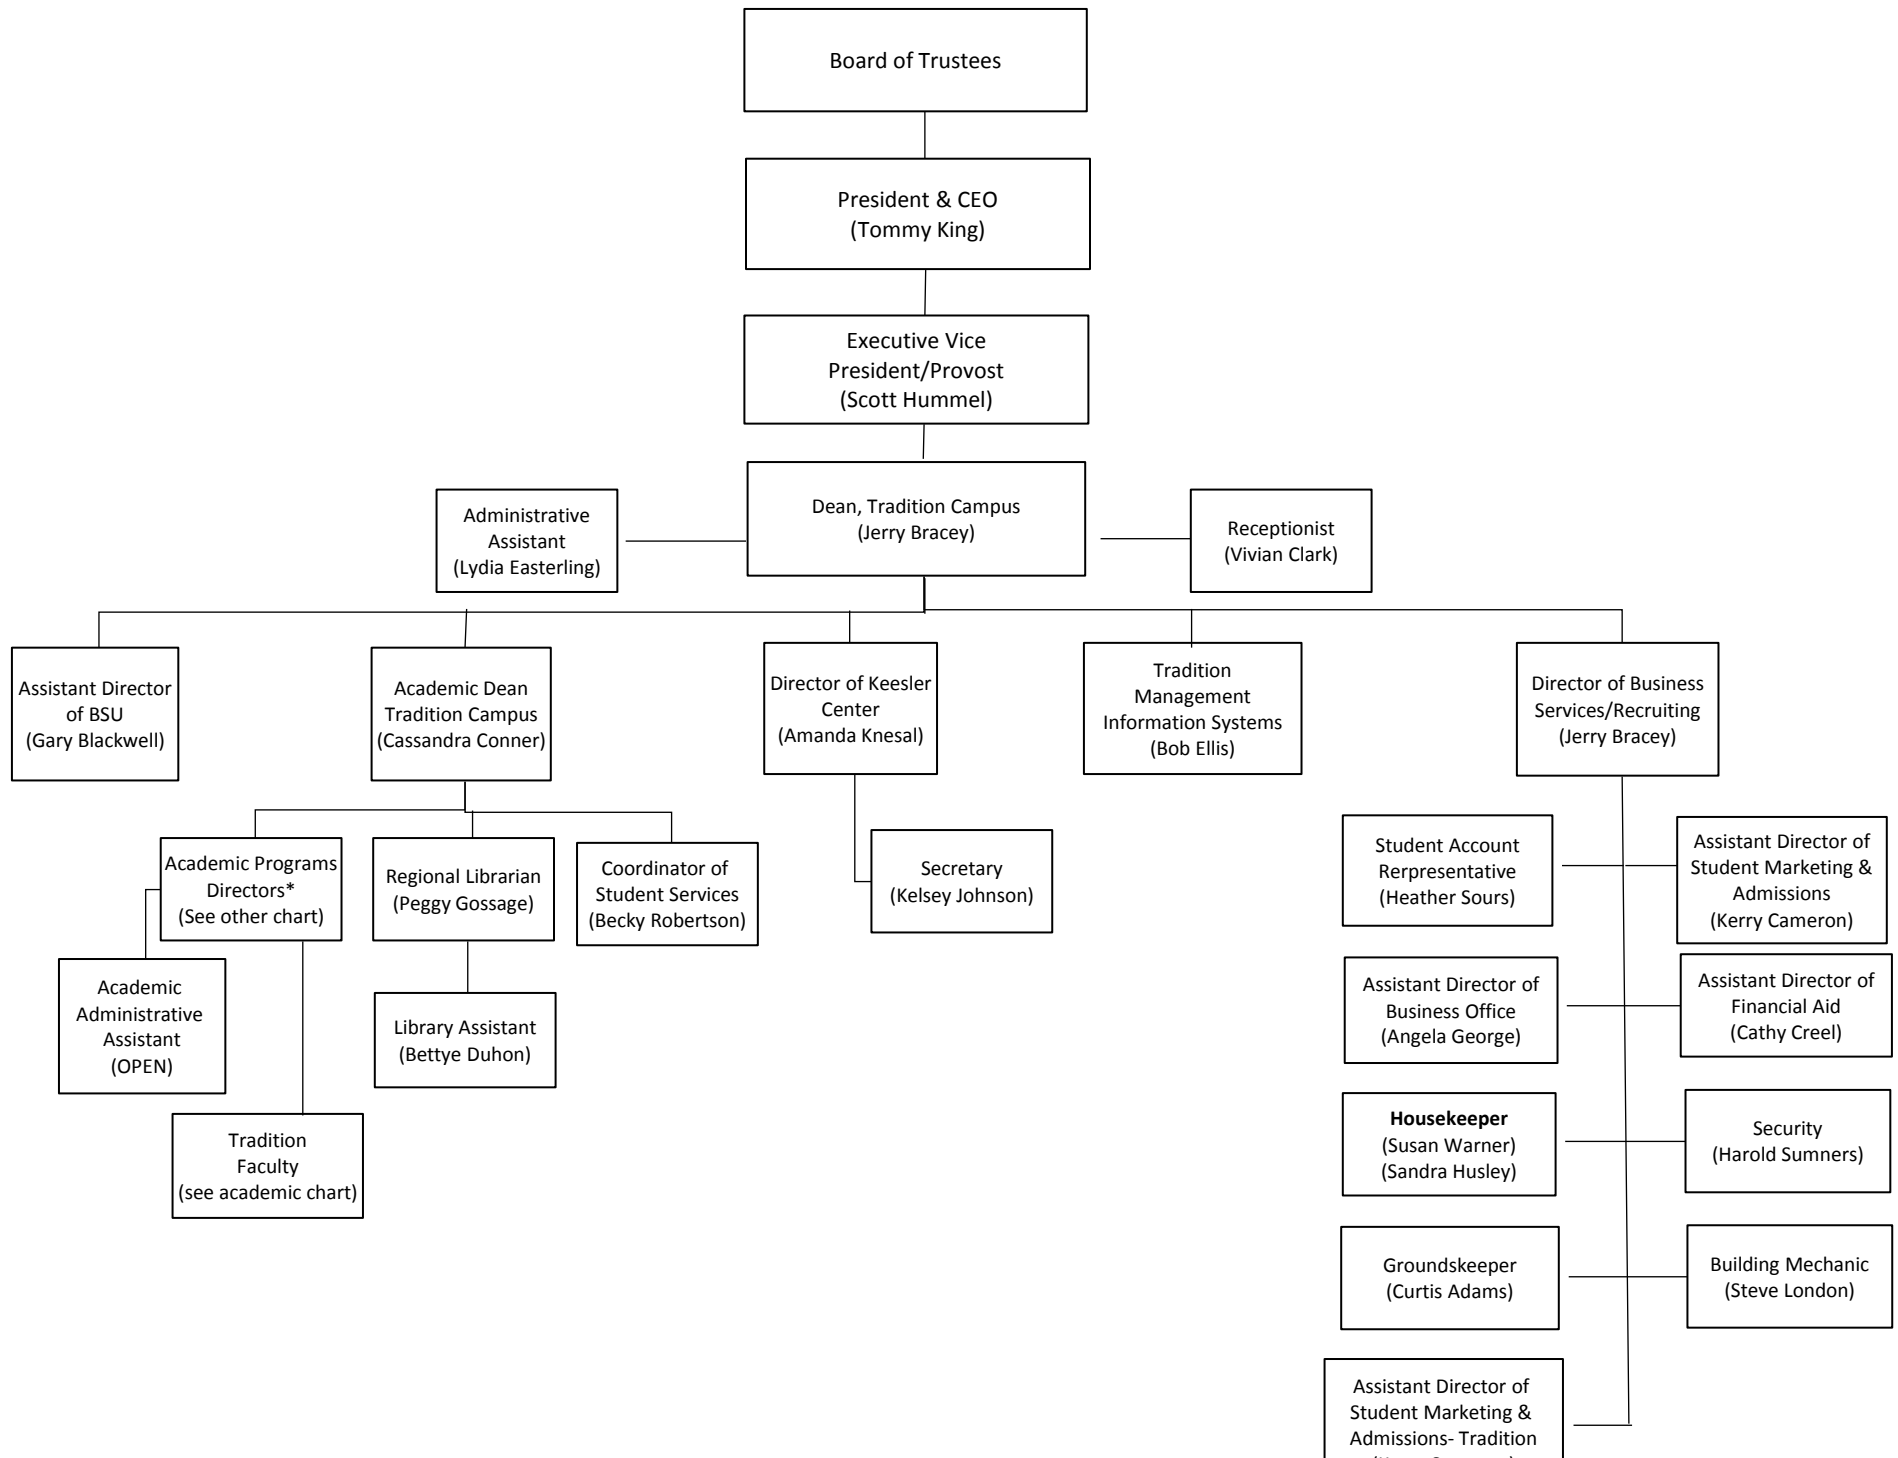 Board of Trustees
President & CEO
(Tommy King)
Executive Vice
President/Provost
(Scott Hummel)
Dean, Tradition Campus
(Jerry Bracey)
Administrative
Assistant
(Lydia Easterling)
Receptionist
(Vivian Clark)
Assistant Director
of BSU
(Gary Blackwell)
Academic Dean
Tradition Campus
(Cassandra Conner)
Director of Keesler
Center
(Amanda Knesal)
Tradition
Management
Information Systems
(Bob Ellis)
Director of Business
Services/Recruiting
(Jerry Bracey)
Academic Programs
Directors*
(See other chart)
Regional Librarian
(Peggy Gossage)
Coordinator of
Student Services
(Becky Robertson)
Secretary
(Kelsey Johnson)
Student Account
Rerpresentative
(Heather Sours)
Assistant Director of
Student Marketing &
Admissions
(Kerry Cameron)
Academic
Administrative
Assistant
(OPEN)
Library Assistant
(Bettye Duhon)
Assistant Director of
Business Office
(Angela George)
Assistant Director of
Financial Aid
(Cathy Creel)
Tradition
Faculty
(see academic chart)
Housekeeper
(Susan Warner)
(Sandra Husley)
Security
(Harold Sumners)
Groundskeeper
(Curtis Adams)
Building Mechanic
(Steve London)
Assistant Director of
Student Marketing &
Admissions- Tradition